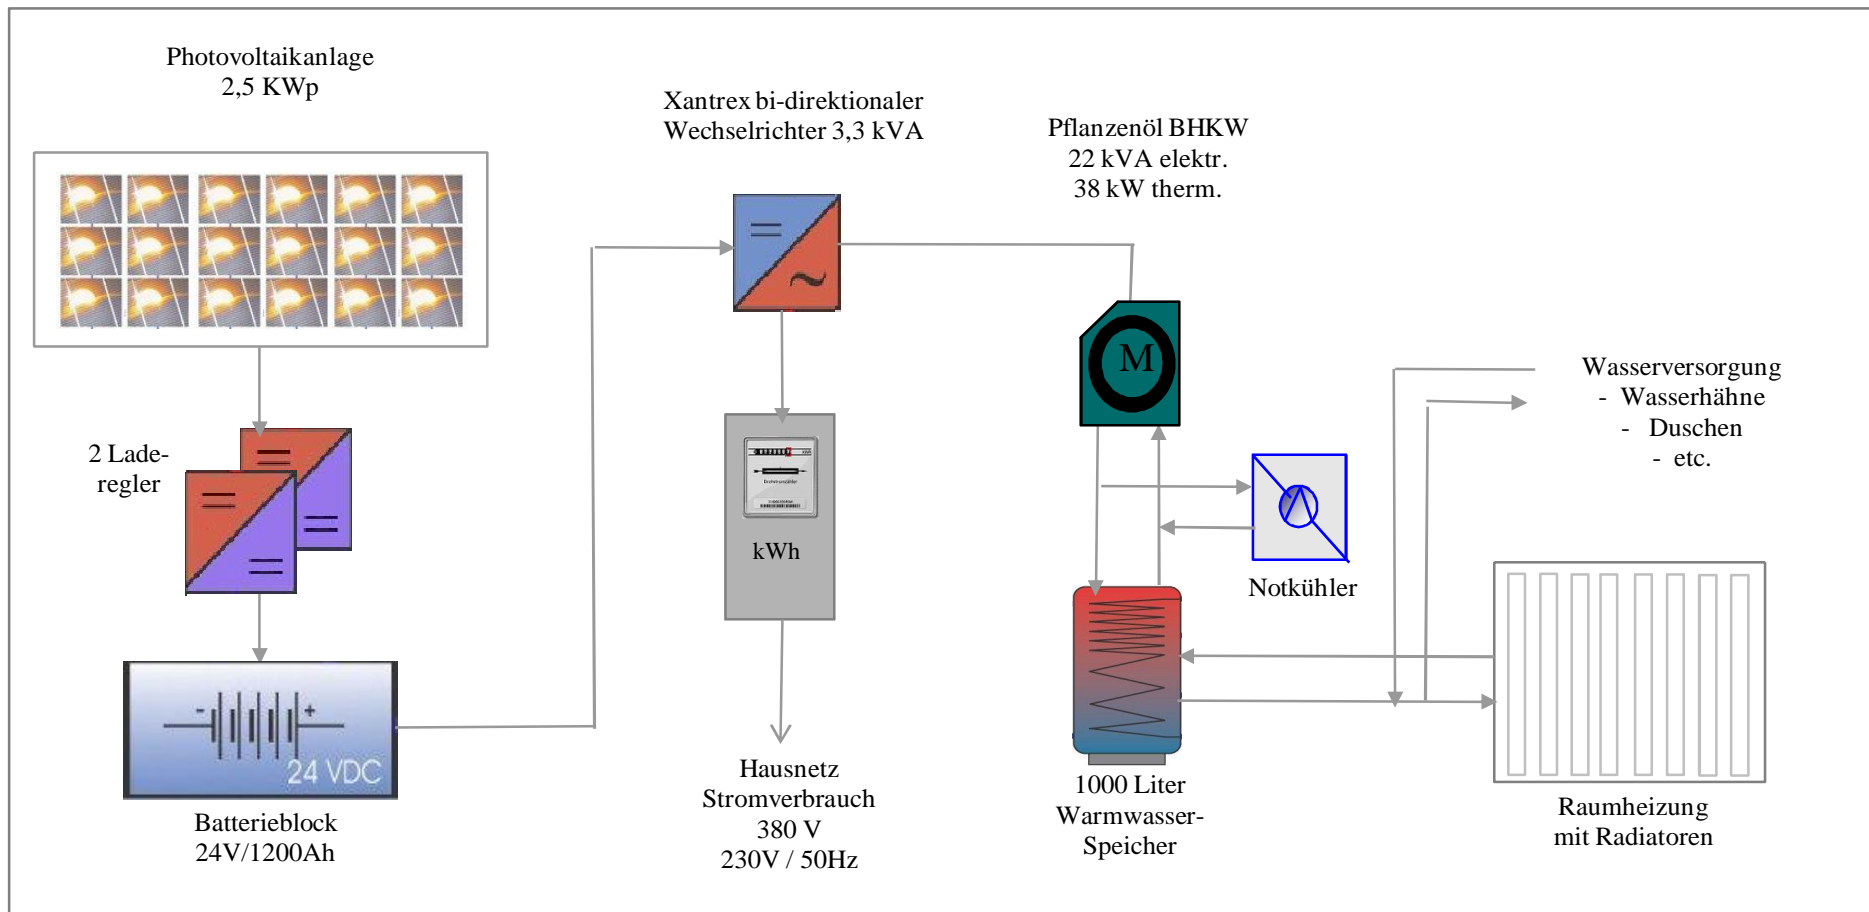 Photovoltaikanlage
2,5 KWp
Xantrex bi-direktionaler
Wechselrichter 3,3 kVA
Pflanzenöl BHKW
22 kVA elektr.
38 kW therm.
M
Wasserversorgung
- Wasserhähne
- Duschen
- etc.
2 Lade-
regler
kWh
Notkühler
- +
24 VDC
Batterieblock
24V/1200Ah
Hausnetz
Stromverbrauch
380 V
230V / 50Hz
1000 Liter
Warmwasser-
Speicher
Raumheizung
mit Radiatoren